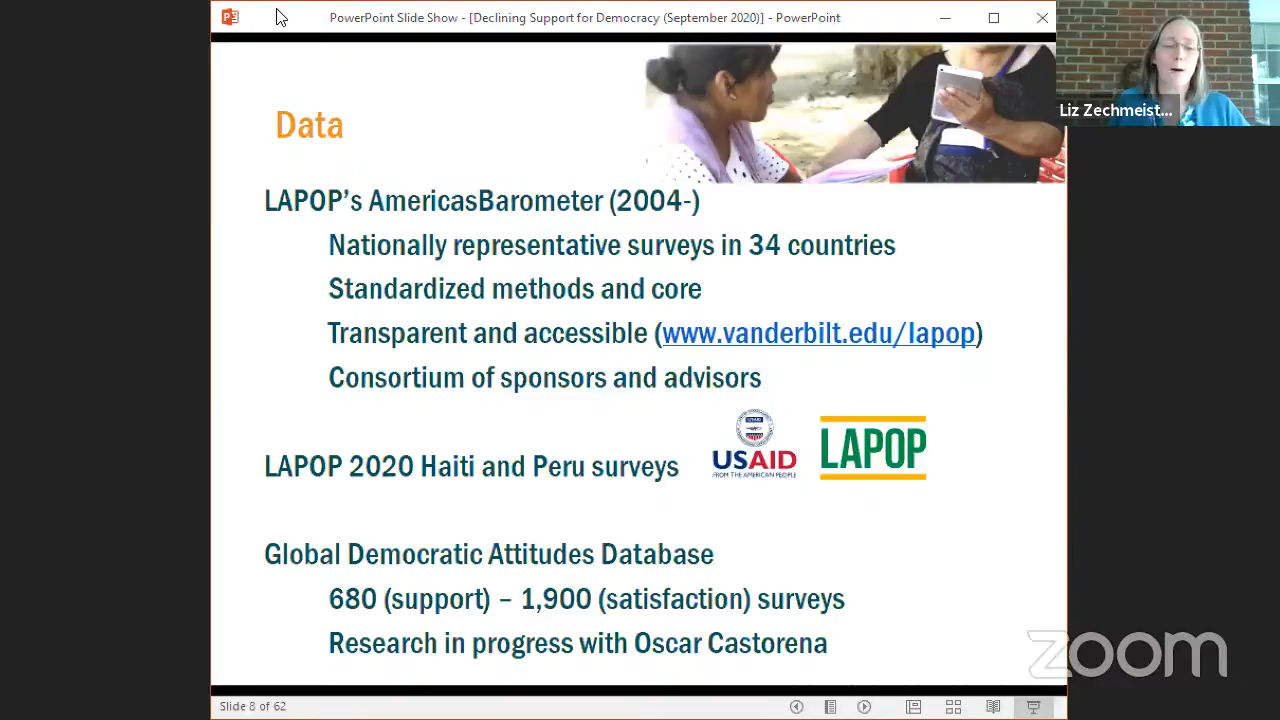 PowerPoint Slide Show - [Declining Support for Democracy (September 2020)] - PowerPoint
Liz Zechmeist...
Data
LAPOP's AmericasBarometer (2004-)
Nationally representative surveys in 34 countries
Standardized methods and core
Transparent and accessible (www.vanderbilt.edu/lapop)
Consortium of sponsors and advisors
LAPOP 2020 Haiti and Peru surveys
USAID
FROM THE AMERICAN PEOPLE
LAPOP
Global Democratic Attitudes Database
680 (support) – 1,900 (satisfaction) surveys
Research in progress with Oscar Castorena
zoom
Slide 8 of 62